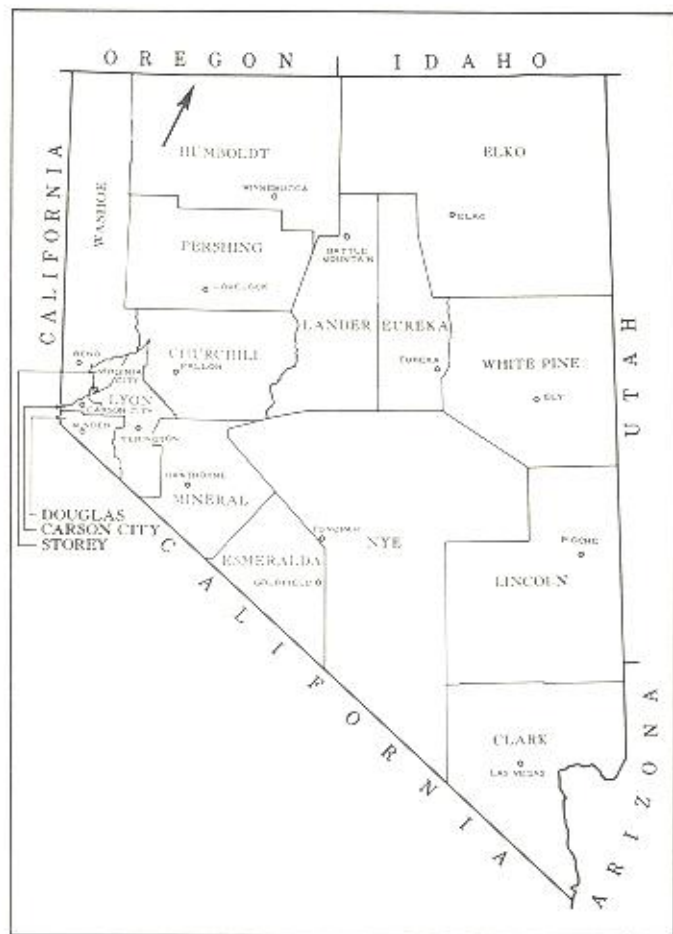 OREGON
IDAHO
CALIFORNIA
WASHOE
HUMBOLDT
WINNEMUCCA
ELKO
ELKO
PERSHING
LOVELOCK
BATTLE
MOUNTAIN
LANDER
EUREKA
EUREKA
WHITE PINE
ELY
UTAH
RENO
VIRGINIA
CITY
CHURCHILL
FALLON
LYON
CARSON CITY
MINDEN
YERINGTON
HAWTHORNE
MINERAL
DOUGLAS
CARSON CITY
STOREY
TONOPAH
NYE
ESMERALDA
GOLDFIELD
PIOCHE
LINCOLN
CALIFORNIA
CLARK
LAS VEGAS
ARIZONA